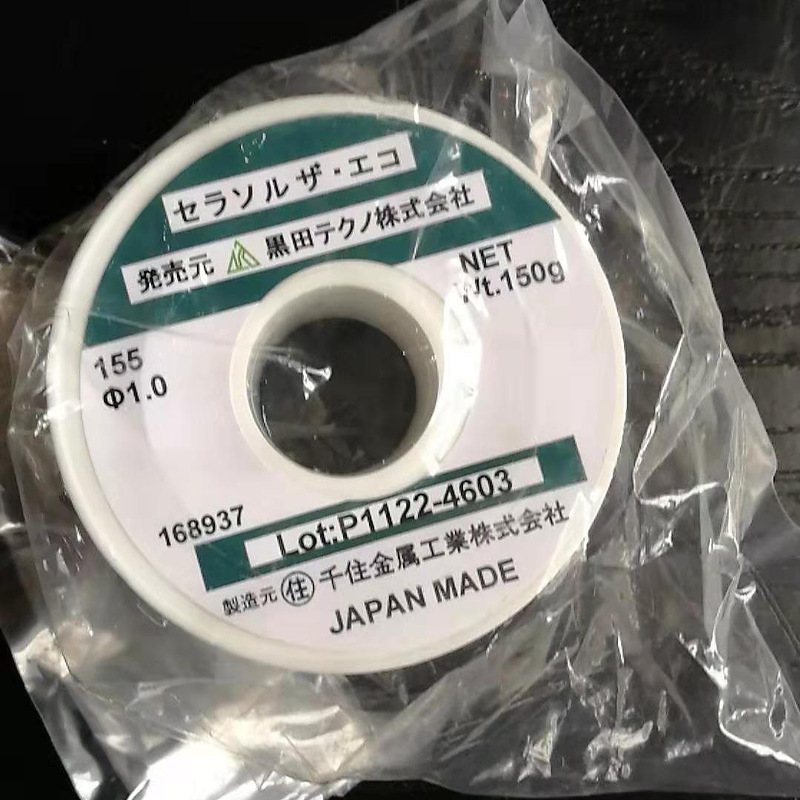 セラソルザ・エコ
発売元 黒田テクノ株式会社
NET
Wt.150g
155
Φ1.0
168937
Lot:P1122-4603
製造元 住 千住金属工業株式会社
JAPAN MADE